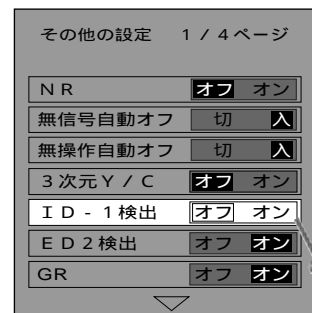 その他の設定 1/4ページ
NR オフ オン
無信号自動オフ 切 入
無操作自動オフ 切 入
3次元Y/C オフ オン
ID-1検出 オフ オン
ED2検出 オフ オン
GR オフ オン